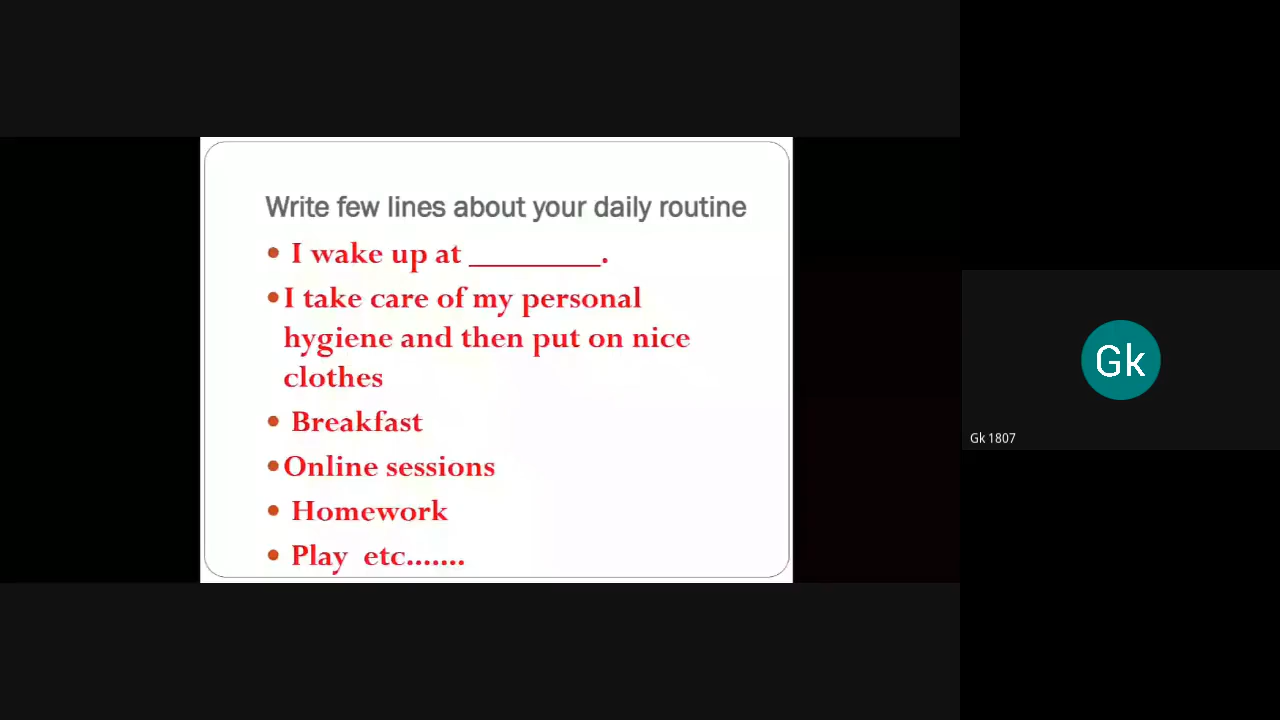 Write few lines about your daily routine
• I wake up at ________.
• I take care of my personal
hygiene and then put on nice
clothes
• Breakfast
• Online sessions
• Homework
• Play etc.......
Gk
Gk 1807